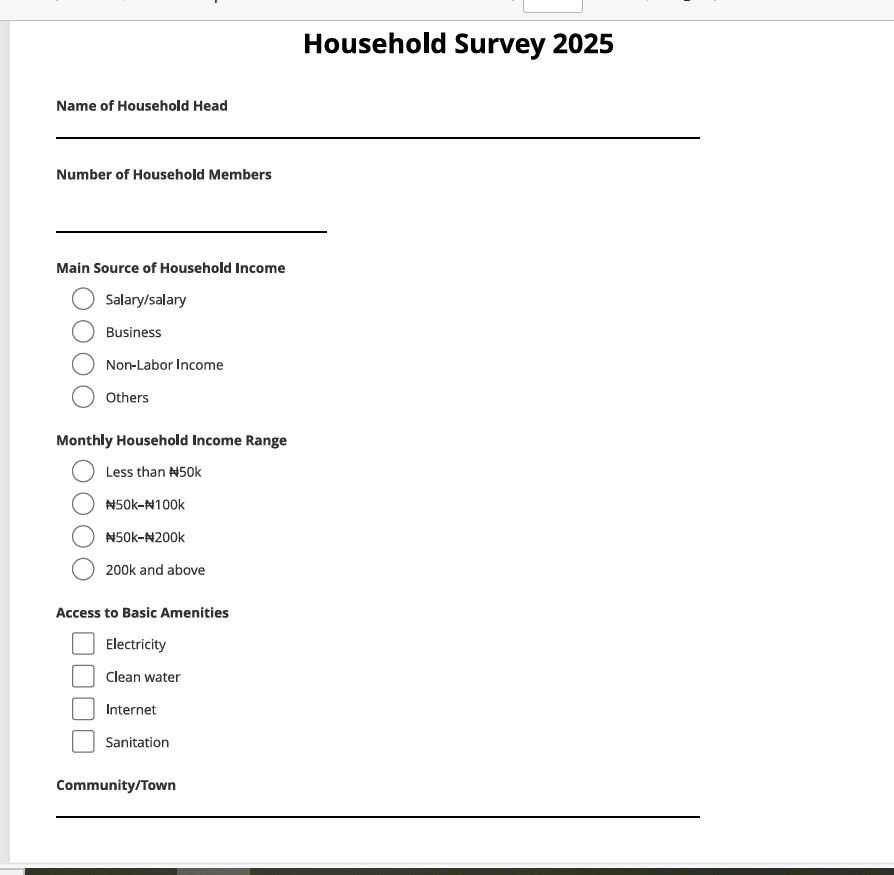 Household Survey 2025
Name of Household Head
Number of Household Members
Main Source of Household Income
Salary/salary
Business
Non-Labor Income
Others
Monthly Household Income Range
Less than ₦50k
₦50k–₦100k
₦50k–₦200k
200k and above
Access to Basic Amenities
Electricity
Clean water
Internet
Sanitation
Community/Town